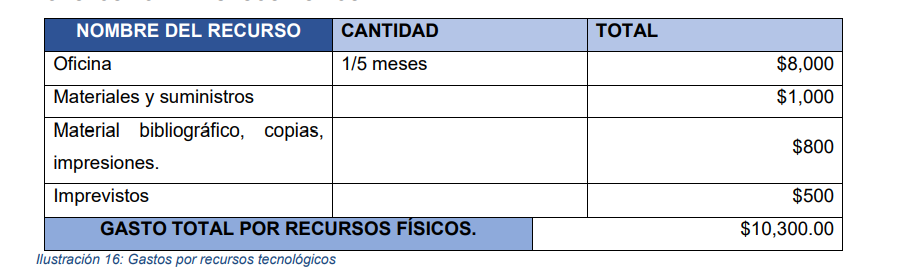 NOMBRE DEL RECURSO CANTIDAD TOTAL
Oficina 1/5 meses $8,000
Materiales y suministros $1,000
Material bibliográfico, copias,
impresiones. $800
Imprevistos $500
GASTO TOTAL POR RECURSOS FÍSICOS. $10,300.00
Ilustración 16: Gastos por recursos tecnológicos